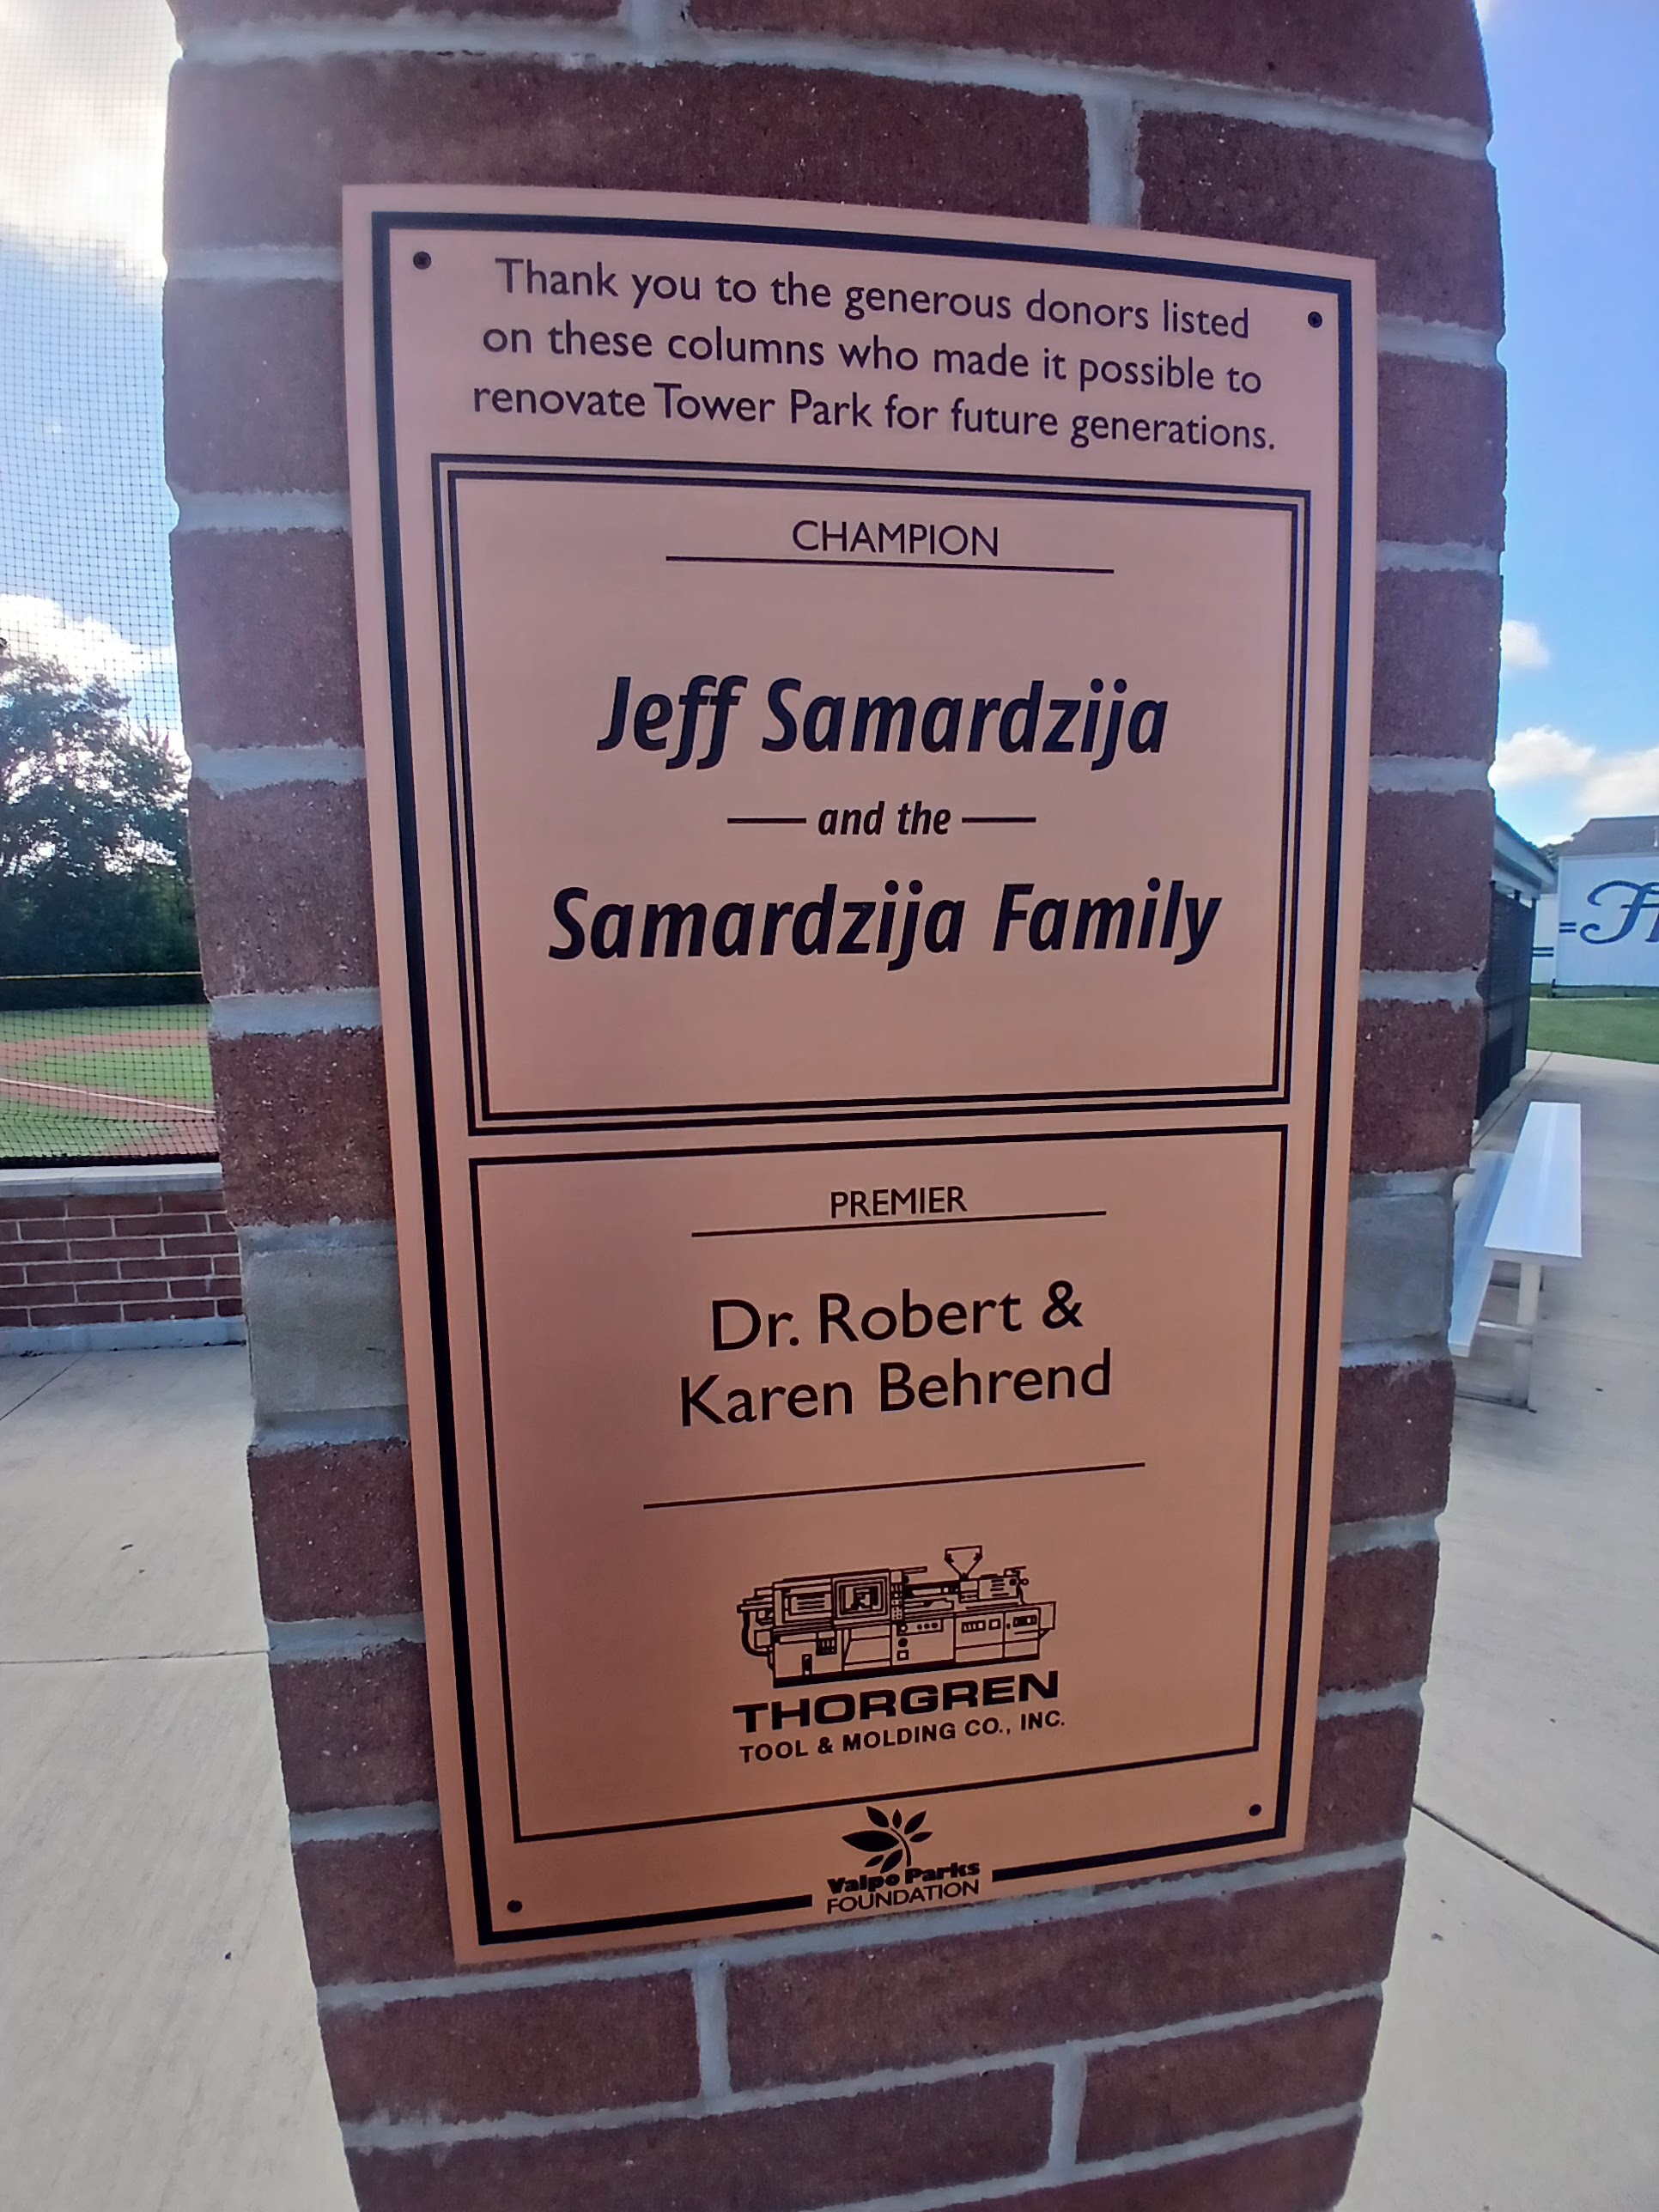 Thank you to the generous donors listed
on these columns who made it possible to
renovate Tower Park for future generations.
CHAMPION
Jeff Samardzija
and the
Samardzija Family
PREMIER
Dr. Robert &
Karen Behrend
THORGREN
TOOL & MOLDING CO., INC.
Valpo Parks
FOUNDATION